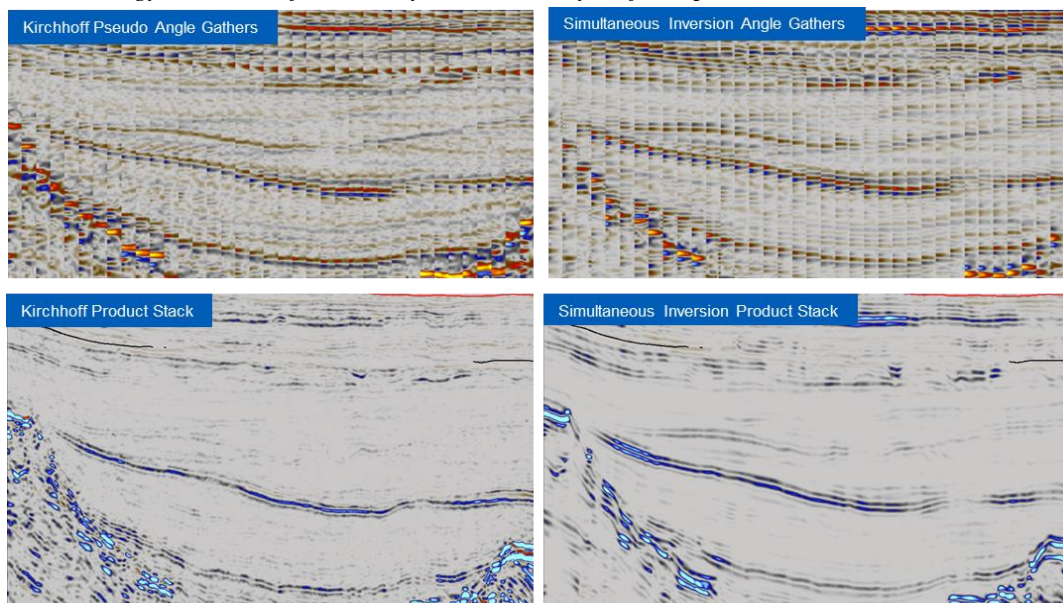 Kirchhoff Pseudo Angle Gathers
Simultaneous Inversion Angle Gathers
Kirchhoff Product Stack
Simultaneous Inversion Product Stack